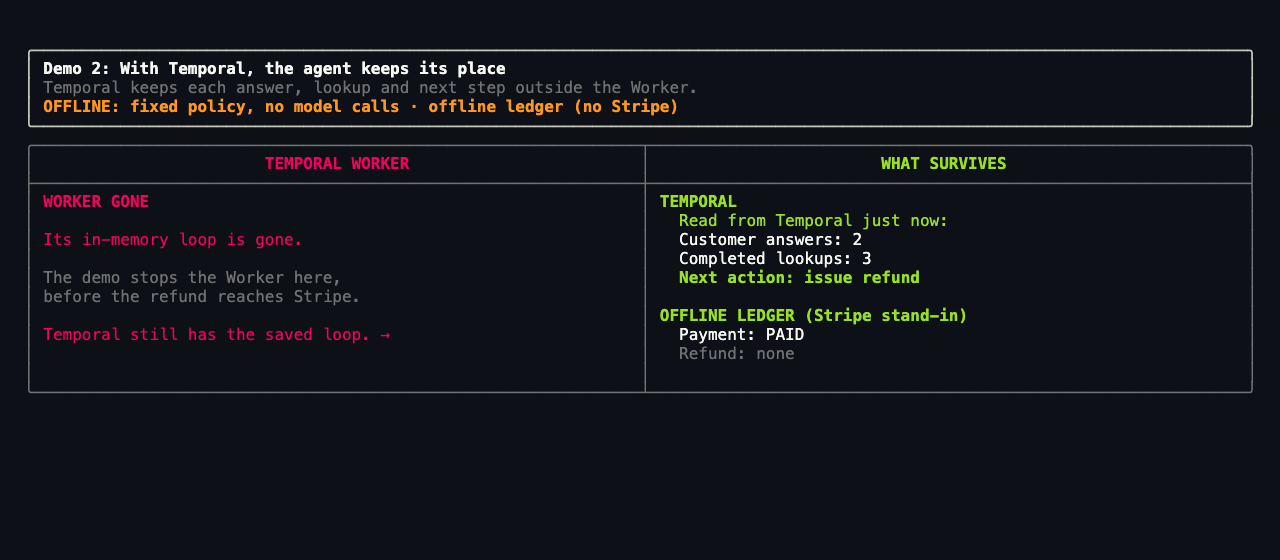 Demo 2: With Temporal, the agent keeps its place
Temporal keeps each answer, lookup and next step outside the Worker.
OFFLINE: fixed policy, no model calls · offline ledger (no Stripe)
TEMPORAL WORKER
WORKER GONE
Its in-memory loop is gone.
The demo stops the Worker here,
before the refund reaches Stripe.
Temporal still has the saved loop. →
WHAT SURVIVES
TEMPORAL
Read from Temporal just now:
Customer answers: 2
Completed lookups: 3
Next action: issue refund
OFFLINE LEDGER (Stripe stand-in)
Payment: PAID
Refund: none